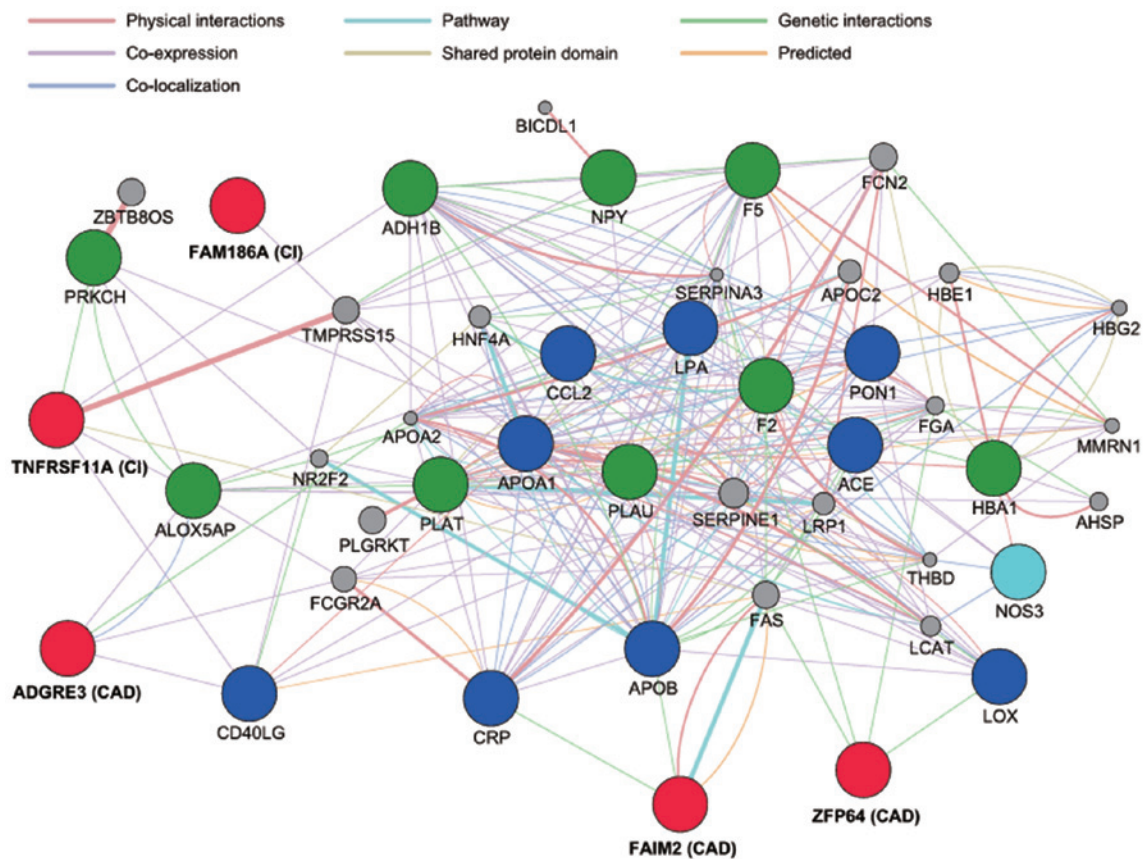 Physical interactions
Pathway
Genetic interactions
Co-expression
Shared protein domain
Predicted
Co-localization
BICDL1
ZBTB8OS
FAM186A (CI)
ADH1B
NPY
F5
FCN2
PRKCH
TMPRSS15
HNF4A
SERPINA3
APOC2
HBE1
HBG2
CCL2
LPA
PON1
TNFRSF11A (CI)
APOA2
F2
FGA
MMRN1
NR2F2
APOA1
ACE
ALOX5AP
PLAT
PLAU
SERPINE1
LRP1
HBA1
AHSP
PLGRKT
FCGR2A
THBD
NOS3
FAS
LCAT
ADGRE3 (CAD)
CD40LG
CRP
APOB
LOX
ZFP64 (CAD)
FAIM2 (CAD)